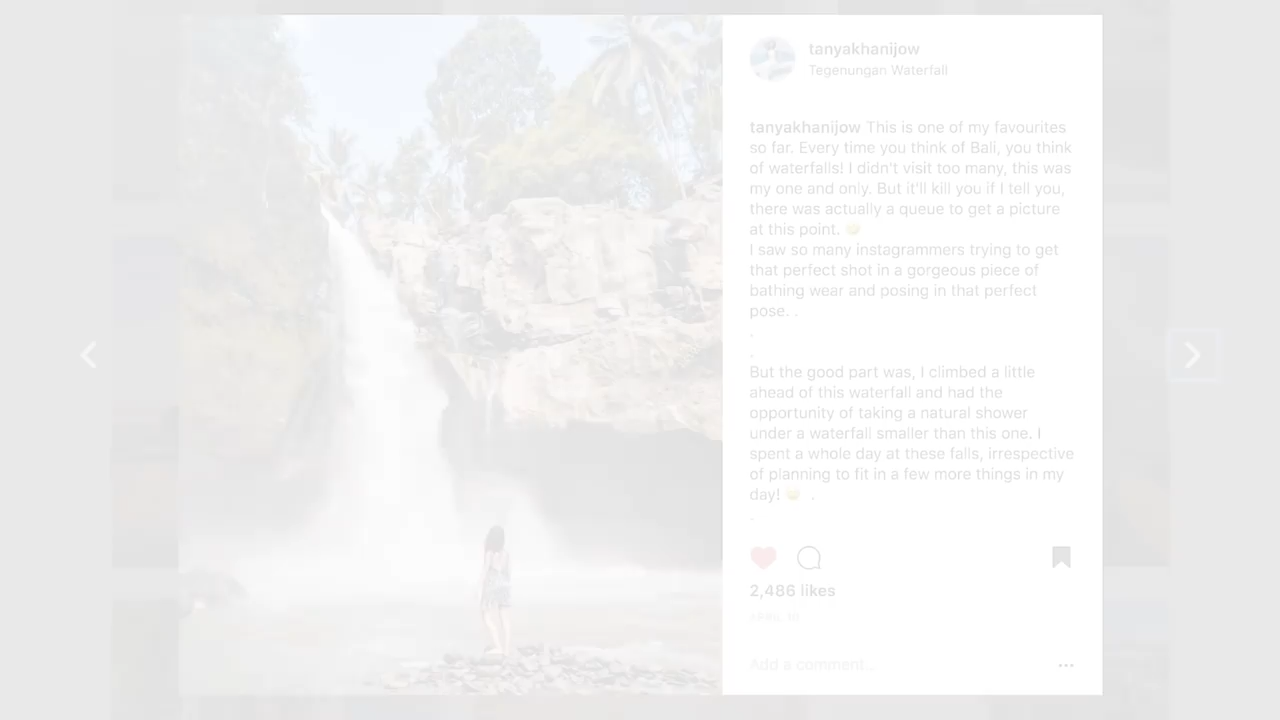 tanyakhanijow
Tegenungan Waterfall
tanyakhanijow This is one of my favourites
so far. Every time you think of Bali, you think
of waterfalls! I didn't visit too many, this was
my one and only. But it'll kill you if I tell you,
there was actually a queue to get a picture
at this point. 😂
I saw so many instagrammers trying to get
that perfect shot in a gorgeous piece of
bathing wear and posing in that perfect
pose. .
.
.
But the good part was, I climbed a little
ahead of this waterfall and had the
opportunity of taking a natural shower
under a waterfall smaller than this one. I
spent a whole day at these falls, irrespective
of planning to fit in a few more things in my
day! 😄 .
.
2,486 likes
Add a comment...